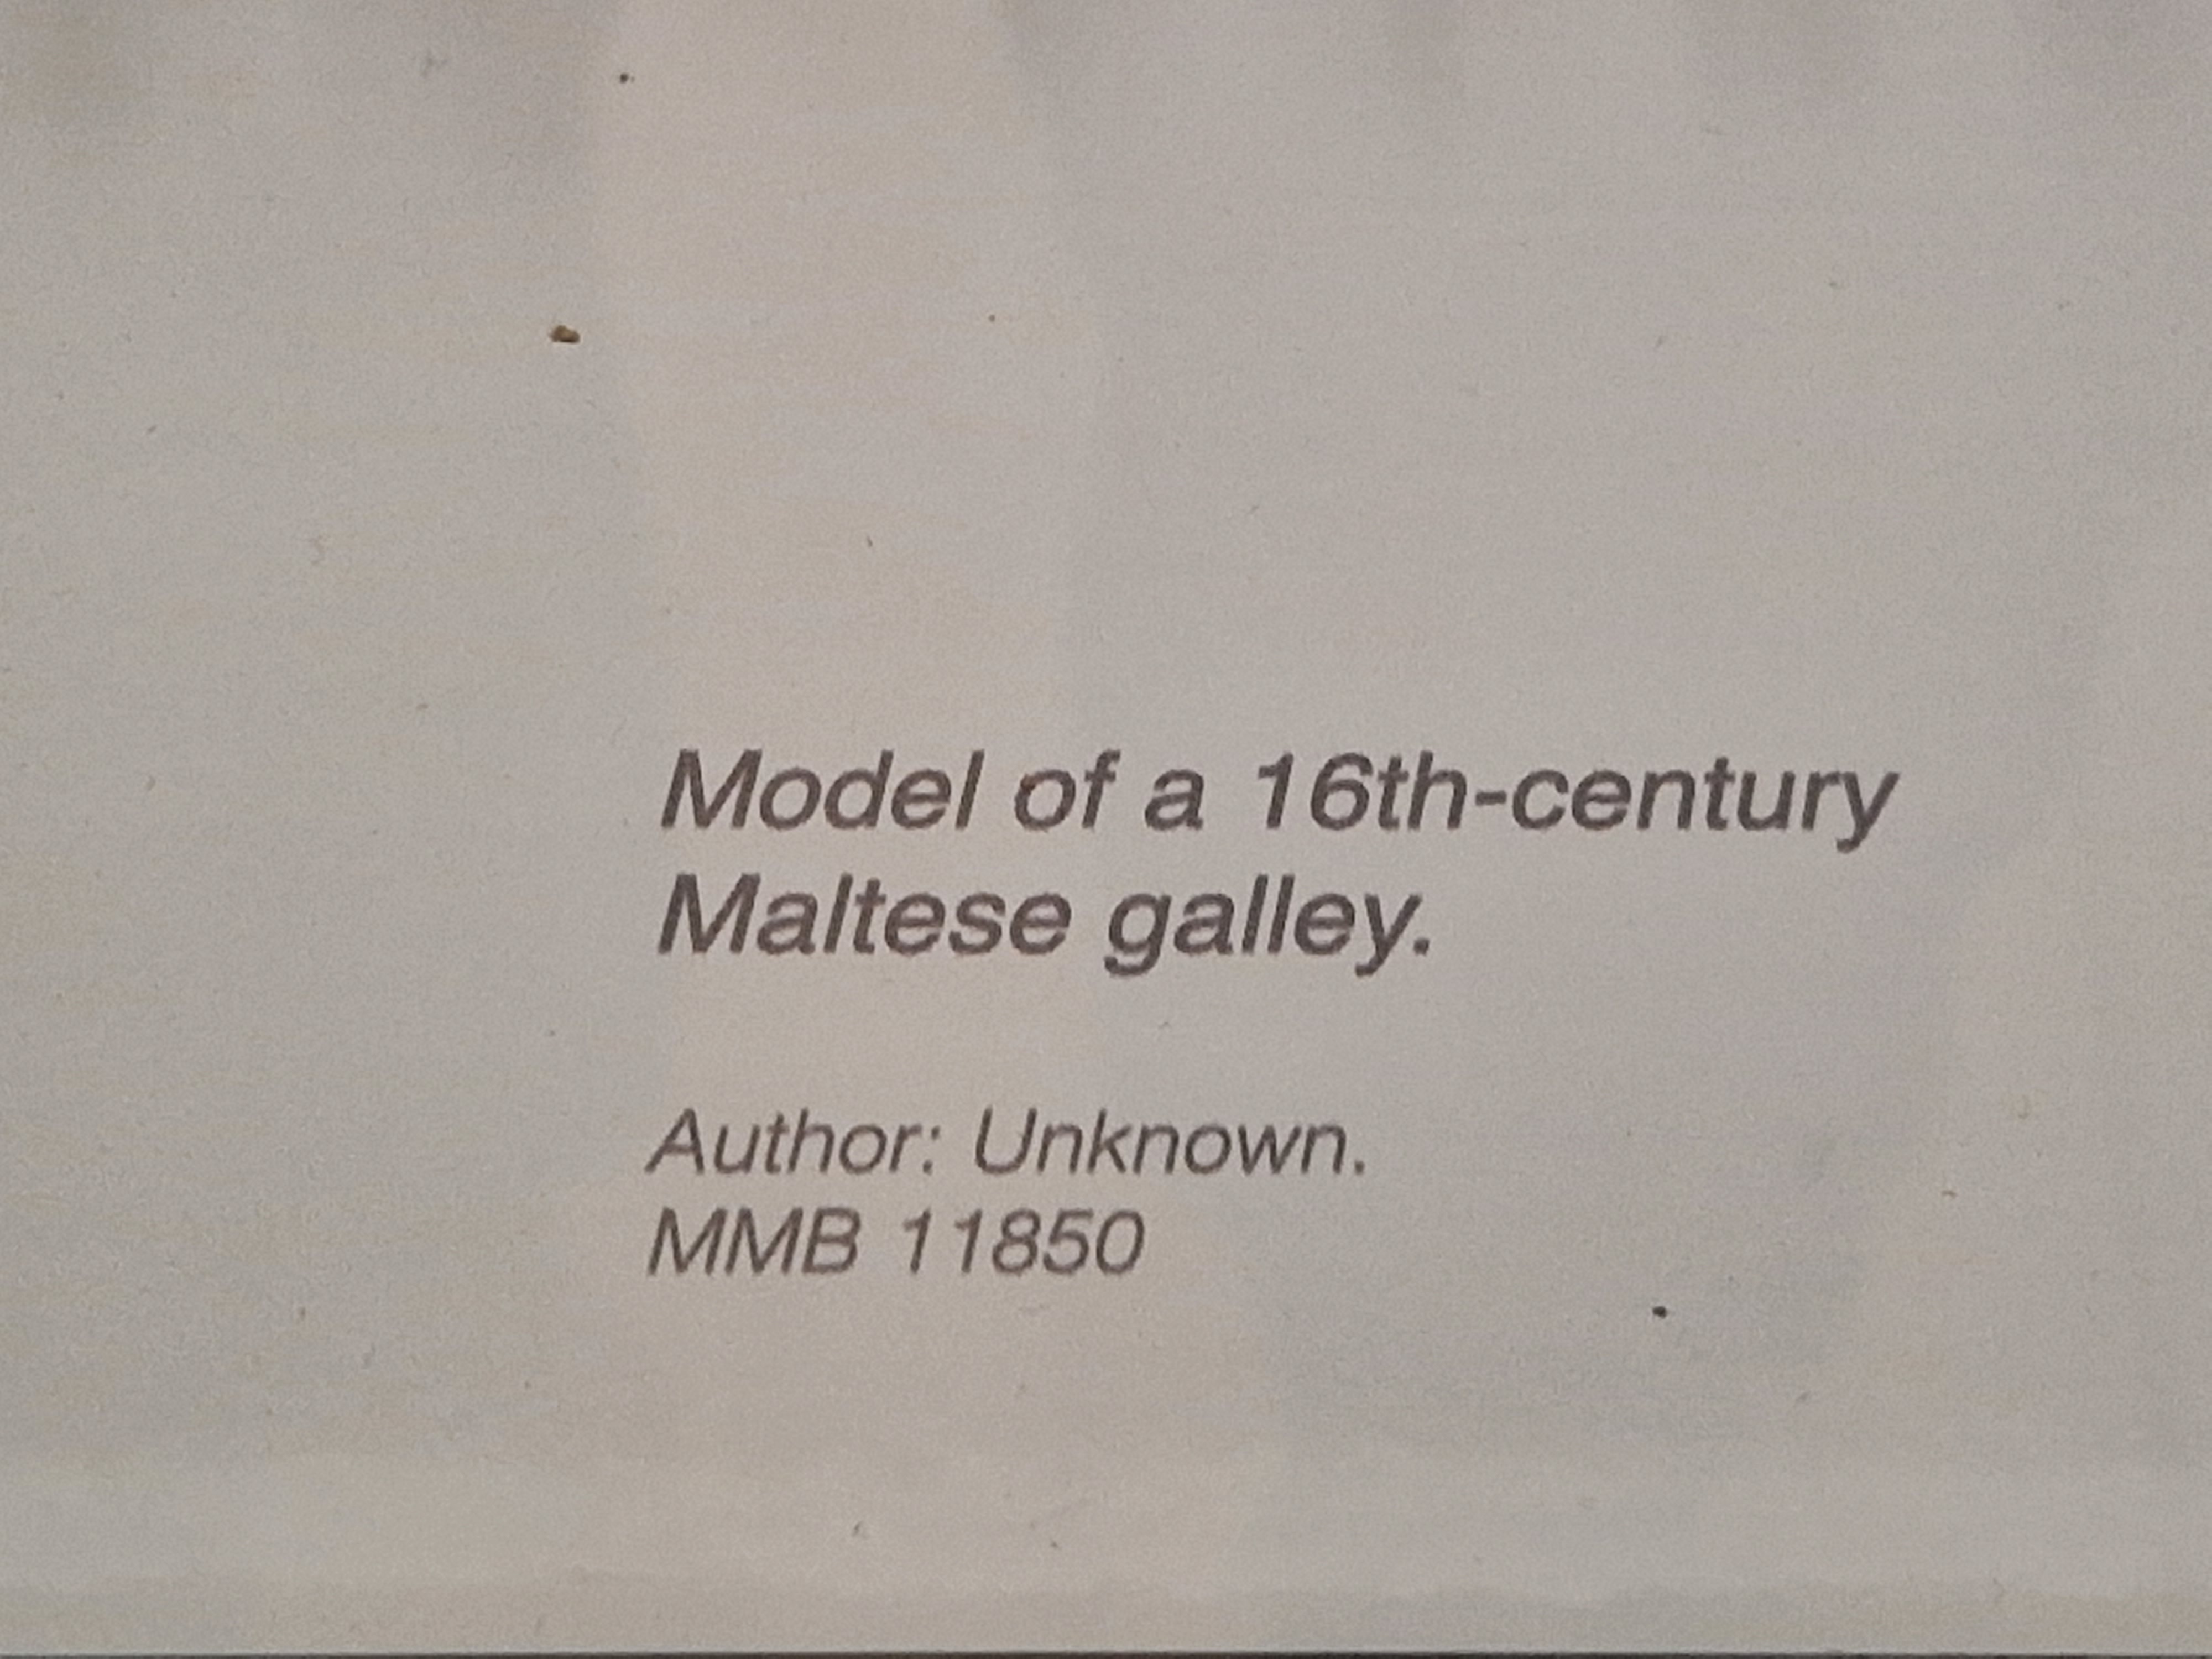 Model of a 16th-century
Maltese galley.
Author: Unknown.
MMB 11850